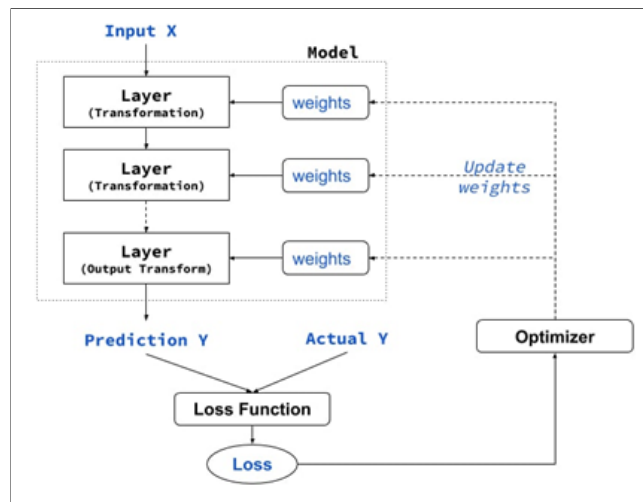 Input X
Model
Layer
(Transformation)
weights
Layer
(Transformation)
weights
Update
weights
Layer
(Output Transform)
weights
Prediction Y
Actual Y
Optimizer
Loss Function
Loss